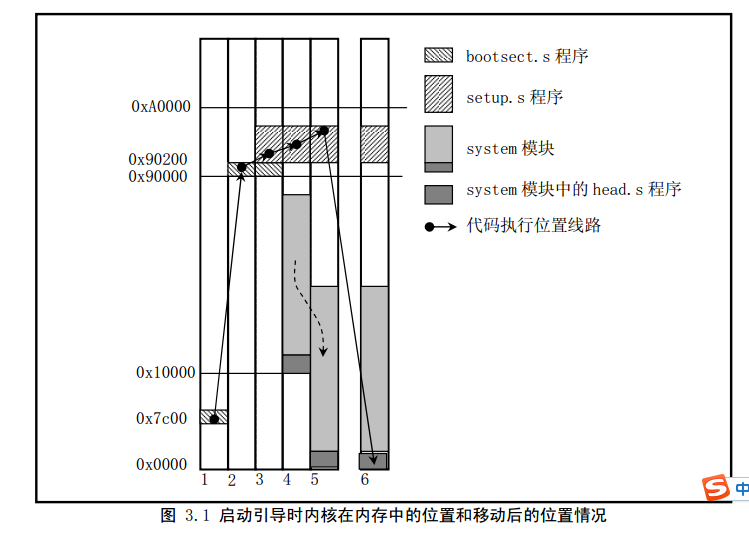 bootsect.s 程序
setup.s 程序
system 模块
system 模块中的 head.s 程序
代码执行位置线路
0xA0000
0x90200
0x90000
0x10000
0x7c00
0x0000
1 2 3 4 5 6
图 3.1 启动引导时内核在内存中的位置和移动后的位置情况
S 中